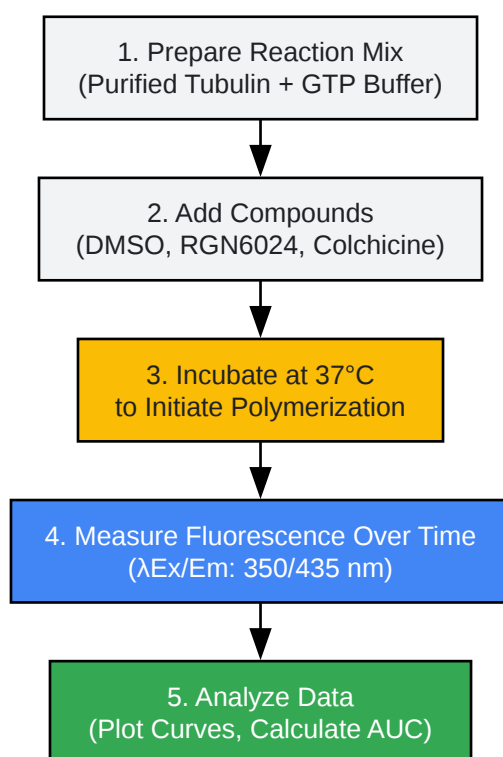 1. Prepare Reaction Mix
(Purified Tubulin + GTP Buffer)
2. Add Compounds
(DMSO, RGN6024, Colchicine)
3. Incubate at 37°C
to Initiate Polymerization
4. Measure Fluorescence Over Time
(λEx/Em: 350/435 nm)
5. Analyze Data
(Plot Curves, Calculate AUC)